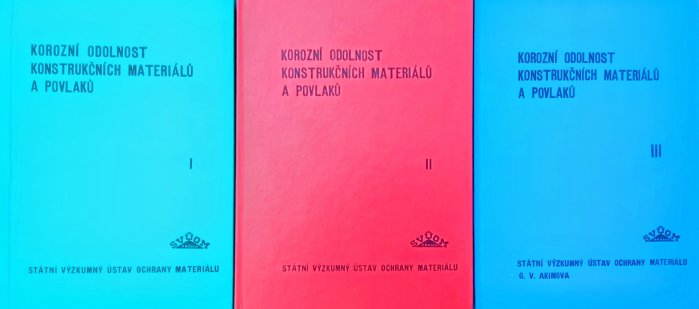 KOROZNÍ ODOLNOST
KONSTRUKČNÍCH MATERIÁLŮ
A POVLAKŮ
I
SVÚOM
STÁTNÍ VÝZKUMNÝ ÚSTAV OCHRANY MATERIÁLU
KOROZNÍ ODOLNOST
KONSTRUKČNÍCH MATERIÁLŮ
A POVLAKŮ
II
SVÚOM
STÁTNÍ VÝZKUMNÝ ÚSTAV OCHRANY MATERIÁLU
KOROZNÍ ODOLNOST
KONSTRUKČNÍCH MATERIÁLŮ
A POVLAKŮ
III
SVÚOM
STÁTNÍ VÝZKUMNÝ ÚSTAV OCHRANY MATERIÁLU
G. V. AKIMOVA